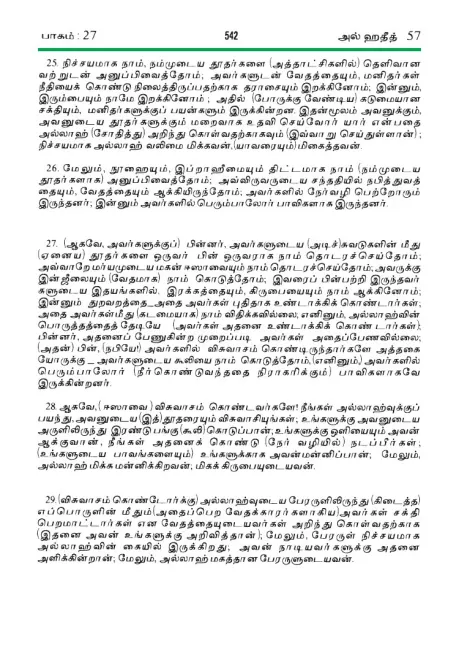 பாகம் : 27 542 அல் ஹதீத் 57
25. நிச்சயமாக நாம், நம்முடைய தூதர்களை (அத்தாட்சிகளில்) தெளிவான
வற்றுடன் அனுப்பிவைத்தோம்; அவர்களுடன் வேதத்தையும், மனிதர்கள்
நீதியைக் கொண்டு நிலைத்திருப்பதற்காக தராசையும் இறக்கினோம்; இன்னும்,
இரும்பையும் நாமே இறக்கினோம் ; அதில் (போருக்கு வேண்டிய) கடுமையான
சக்தியும், மனிதர்களுக்குப் பயன்களும் இருக்கின்றன. இதன்மூலம் அவனுக்கும்,
அவனுடைய தூதர்களுக்கும் மறைவாக உதவி செய்வோர் யார் என்பதை
அல்லாஹ் (சோதித்து) அறிந்து கொள்வதற்காகவும் (இவ்வாறு செய்துள்ளான்) ;
நிச்சயமாக அல்லாஹ் வலிமை மிக்கவன்,(யாவரையும்)மிகைத்தவன்.
26. மேலும், நூஹையும், இப்றாஹீமையும் திட்டமாக நாம் (நம்முடைய
தூதர்களாக) அனுப்பிவைத்தோம்; அவ்விருவருடைய சந்ததியில் நபித்துவத்
தையும், வேதத்தையும் ஆக்கியிருந்தோம்; அவர்களில் நேர்வழி பெற்றோரும்
இருந்தனர்; இன்னும் அவர்களில் பெரும்பாலோர் பாவிகளாக இருந்தனர்.
27. (ஆகவே, அவர்களுக்குப்) பின்னர், அவர்களுடைய (அடிச்)சுவடுகளின் மீது
(ஏனைய) தூதர்களை ஒருவர் பின் ஒருவராக நாம் தொடரச்செய்தோம்;
அவ்வாறே மர்யமுடைய மகன் ஈஸாவையும் நாம் தொடரச்செய்தோம்;அவருக்கு
இன்ஜீலையும் (வேதமாக) நாம் கொடுத்தோம்; இவரைப் பின்பற்றி இருந்தவர்
களுடைய இதயங்களில், இரக்கத்தையும், கிருபையையும் நாம் ஆக்கினோம்;
இன்னும் துறவறத்தை_அதை அவர்கள் புதிதாக உண்டாக்கிக் கொண்டார்கள்;
அதை அவர்கள்மீது (கடமையாக) நாம் விதிக்கவில்லை; எனினும், அல்லாஹ்வின்
பொருத்தத்தைத் தேடியே (அவர்கள் அதனை உண்டாக்கிக் கொண்டார்கள்);
பின்னர், அதனைப் பேணுகின்ற முறைப்படி அவர்கள் அதைப்பேணவில்லை;
(அதன்) பின், (நபியே!) அவர்களில் விசுவாசம் கொண்டிருந்தார்களே அத்தகை
யோருக்கு _ அவர்களுடைய கூலியை நாம் கொடுத்தோம், (எனினும்,) அவர்களில்
பெரும்பாலோர் (நீர்கொண்டுவந்ததை நிராகரிக்கும்) பாவிகளாகவே
இருக்கின்றனர்.
28. ஆகவே, ( ஈஸாவை ) விசுவாசம் கொண்டவர்களே! நீங்கள் அல்லாஹ்வுக்குப்
பயந்து, அவனுடைய (இத்)தூதரையும் விசுவாசியுங்கள்; உங்களுக்கு அவனுடைய
அருளிலிருந்து இரண்டு பங்கு(கூலி)கொடுப்பான்;உங்களுக்கு ஒளியையும் அவன்
ஆக்குவான், நீங்கள் அதனைக் கொண்டு (நேர் வழியில்) நடப்பீர்கள் ;
(உங்களுடைய பாவங்களையும்) உங்களுக்காக அவன்மன்னிப்பான்; மேலும்,
அல்லாஹ் மிக்க மன்னிக்கிறவன்; மிகக் கிருபையுடையவன்.
29.(விசுவாசம் கொண்டோர்க்கு)அல்லாஹ்வுடைய பேரருளிலிருந்து (கிடைத்த)
எப்பொருளின் மீதும்(அதைப்பெற வேதக்காரர்களாகிய)அவர்கள் சக்தி
பெறமாட்டார்கள் என வேதத்தையுடையவர்கள் அறிந்து கொள்வதற்காக
(இதனை அவன் உங்களுக்கு அறிவித்தான்); மேலும், பேரருள் நிச்சயமாக
அல்லாஹ்வின் கையில் இருக்கிறது; அவன் நாடியவர்களுக்கு அதனை
அளிக்கின்றான்; மேலும், அல்லாஹ் மகத்தான பேரருளுடையவன்.